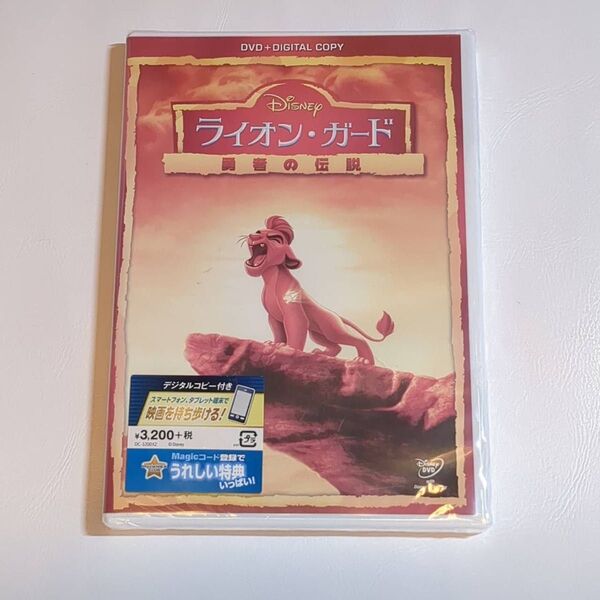 DVD+DIGITAL COPY
Disney
ライオン・ガード
勇者の伝説
デジタルコピー付き
スマートフォン、タブレット端末で
映画を持ち歩ける!
¥3,200+税
©Disney
Magicコード登録で
うれしい特典
いっぱい!
Disney
DVD